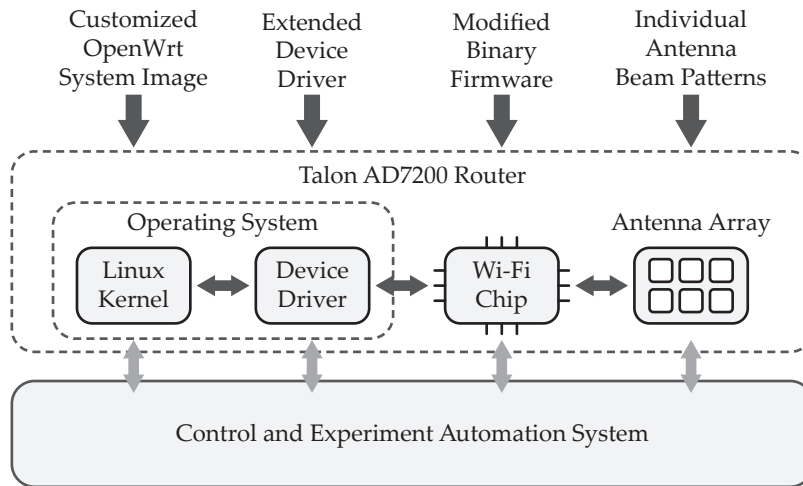 Customized
OpenWrt
System Image
Extended
Device
Driver
Modified
Binary
Firmware
Individual
Antenna
Beam Patterns
Talon AD7200 Router
Operating System
Antenna Array
Linux
Kernel
Device
Driver
Wi-Fi
Chip
Control and Experiment Automation System